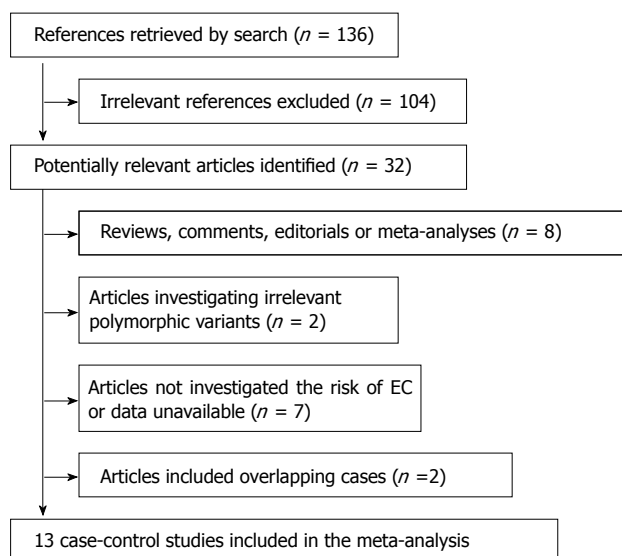 References retrieved by search (n = 136)
Irrelevant references excluded (n = 104)
Potentially relevant articles identified (n = 32)
Reviews, comments, editorials or meta-analyses (n = 8)
Articles investigating irrelevant
polymorphic variants (n = 2)
Articles not investigated the risk of EC
or data unavailable (n = 7)
Articles included overlapping cases (n =2)
13 case-control studies included in the meta-analysis